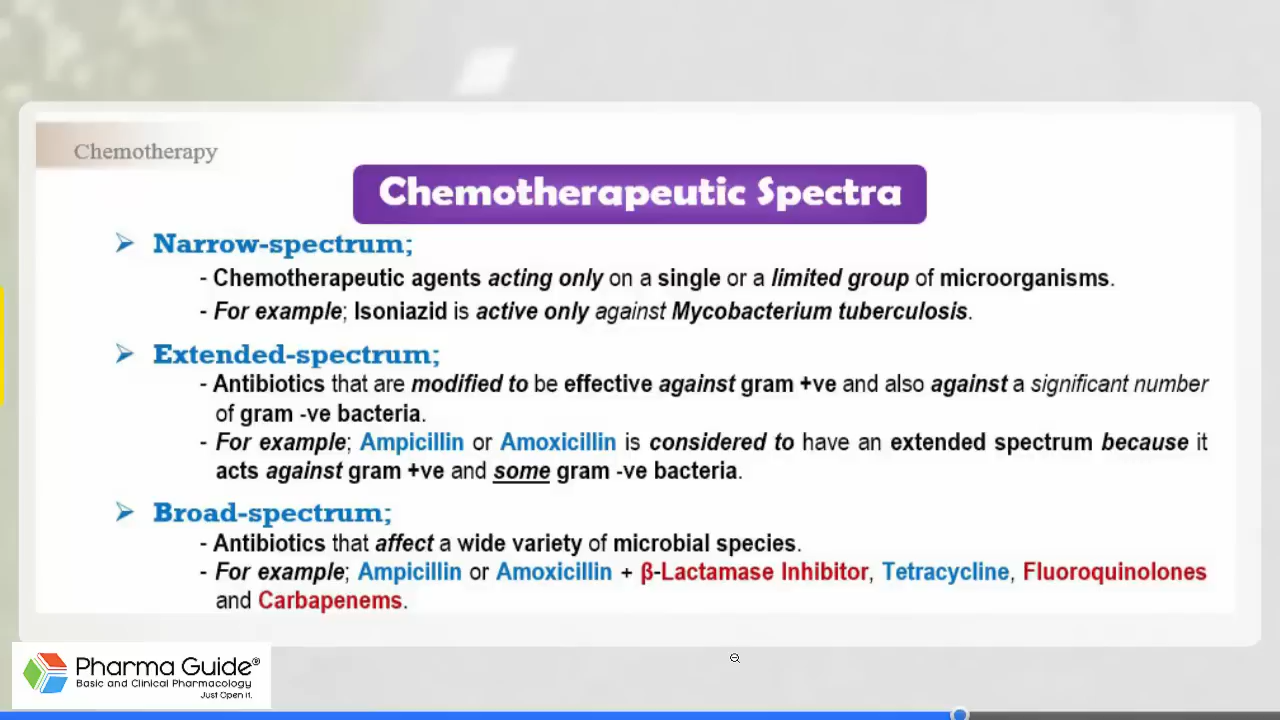 Chemotherapy
Chemotherapeutic Spectra
➢ Narrow-spectrum;
- Chemotherapeutic agents acting only on a single or a limited group of microorganisms.
- For example; Isoniazid is active only against Mycobacterium tuberculosis.
➢ Extended-spectrum;
- Antibiotics that are modified to be effective against gram +ve and also against a significant number
of gram -ve bacteria.
- For example; Ampicillin or Amoxicillin is considered to have an extended spectrum because it
acts against gram +ve and some gram -ve bacteria.
➢ Broad-spectrum;
- Antibiotics that affect a wide variety of microbial species.
- For example; Ampicillin or Amoxicillin + β-Lactamase Inhibitor, Tetracycline, Fluoroquinolones
and Carbapenems.
Pharma Guide®
Basic and Clinical Pharmacology
Just Open it.